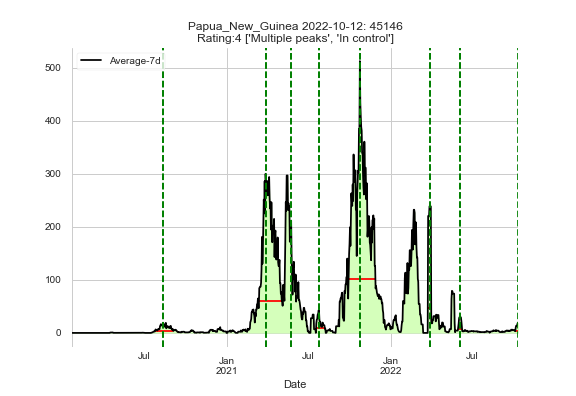 Papua_New_Guinea 2022-10-12: 45146
Rating:4 ['Multiple peaks', 'In control']
Average-7d
500
400
300
200
100
0
Jul
Jan
2021
Jul
Jan
2022
Jul
Date